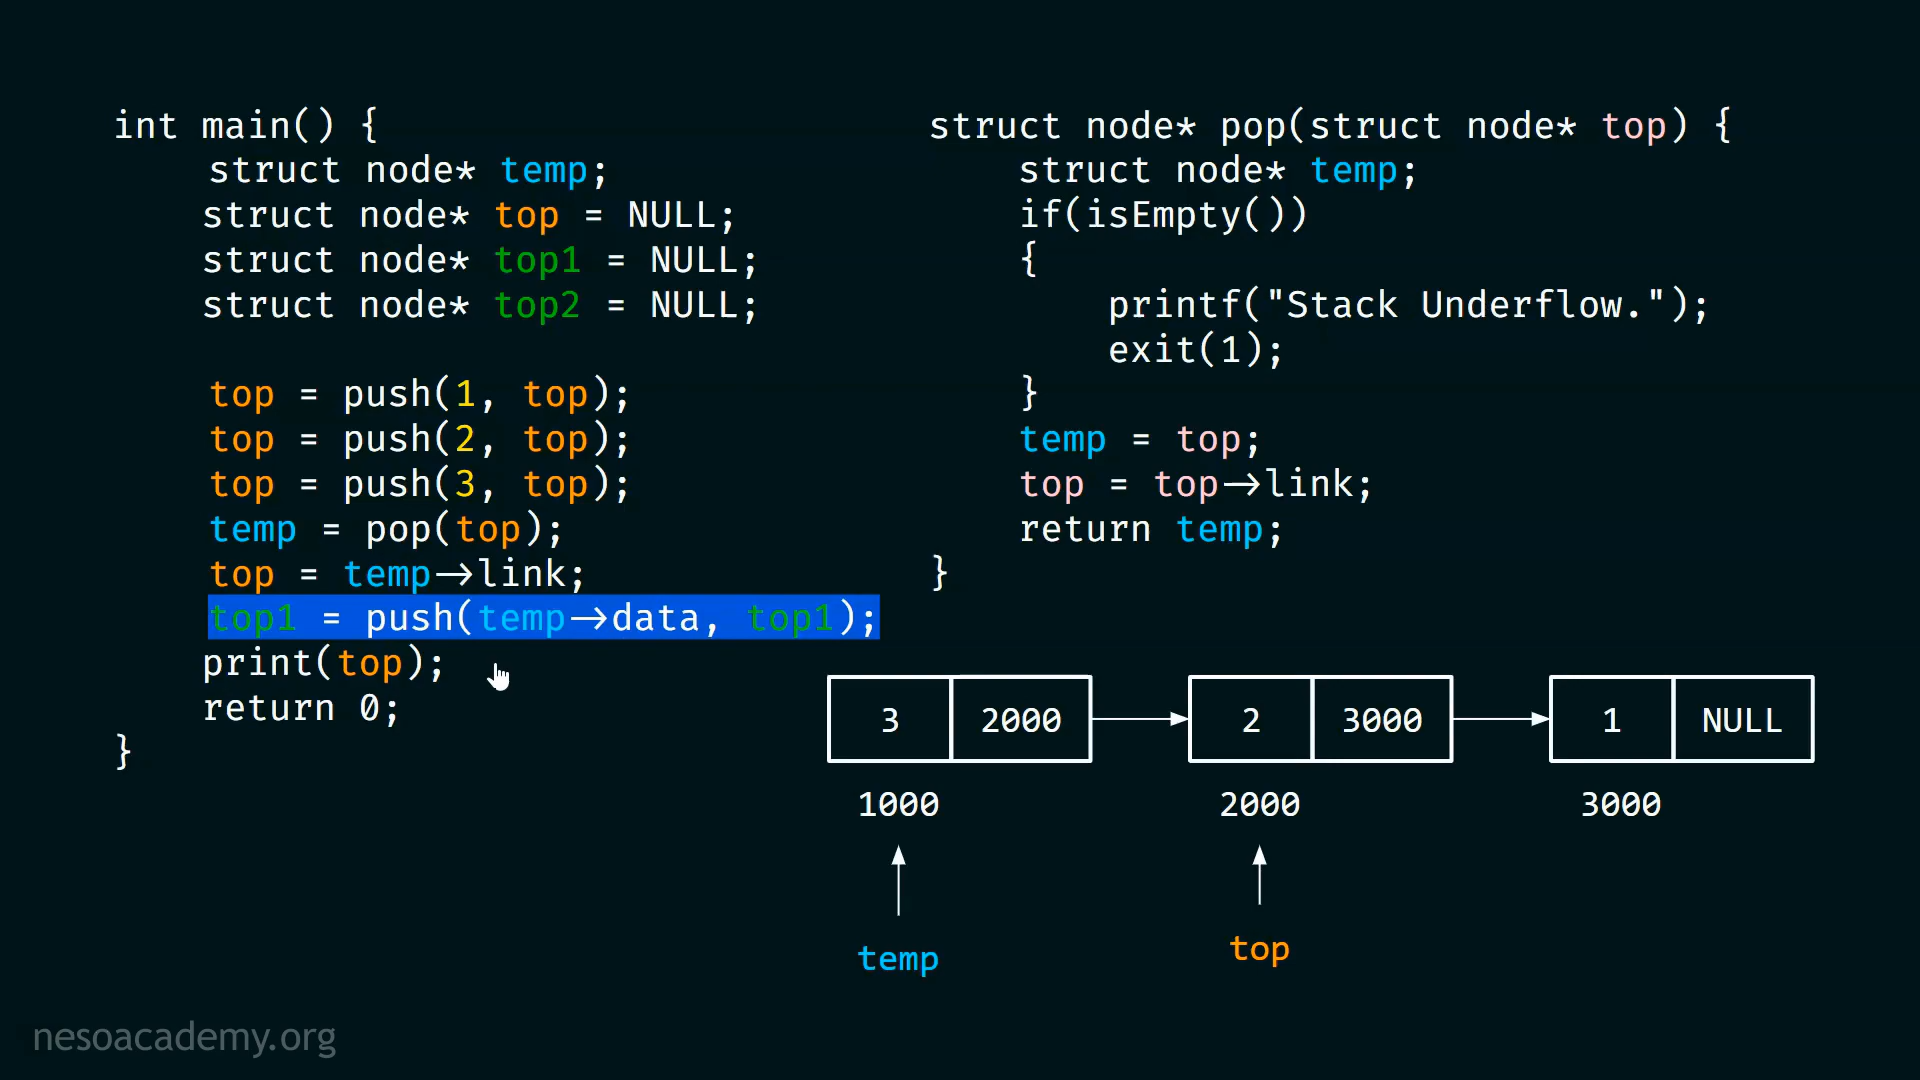 int main() {
struct node* temp;
struct node* top = NULL;
struct node* top1 = NULL;
struct node* top2 = NULL;
top = push(1, top);
top = push(2, top);
top = push(3, top);
temp = pop(top);
top = temp→link;
top1 = push(temp→data, top1);
print(top);
return 0;
}
struct node* pop(struct node* top) {
struct node* temp;
if(isEmpty())
{
printf("Stack Underflow.");
exit(1);
}
temp = top;
top = top→link;
return temp;
}
3 2000 2 3000 1 NULL
1000 2000 3000
temp top
nesoacademy.org